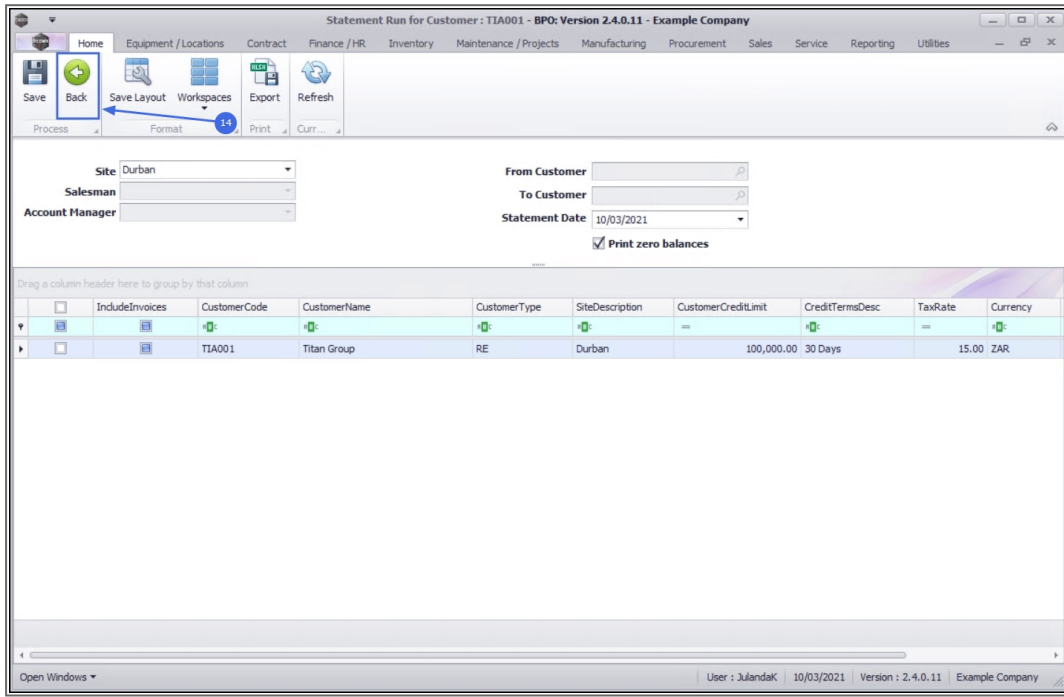 Statement Run for Customer : TIA001 - BPO: Version 2.4.0.11 - Example Company
Home Equipment / Locations Contract Finance / HR Inventory Maintenance / Projects Manufacturing Procurement Sales Service Reporting Utilities
Save Back Save Layout Workspaces Export Refresh
14
Process Format Print Curr...
Site Durban
Salesman
Account Manager
From Customer
To Customer
Statement Date 10/03/2021
Print zero balances
Drag a column header here to group by that column
IncludeInvoices CustomerCode CustomerName CustomerType SiteDescription CustomerCreditLimit CreditTermsDesc TaxRate Currency
TIA001 Titan Group RE Durban 100,000.00 30 Days 15.00 ZAR
Open Windows User : JulandaK 10/03/2021 Version : 2.4.0.11 Example Company